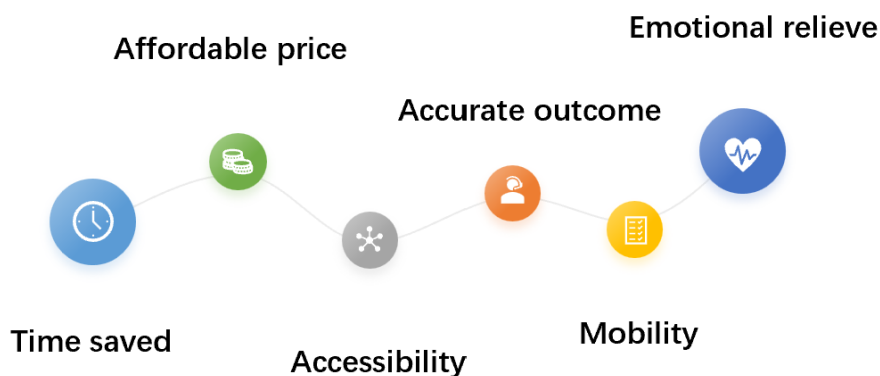 Emotional relieve
Affordable price
Accurate outcome
Time saved
Mobility
Accessibility